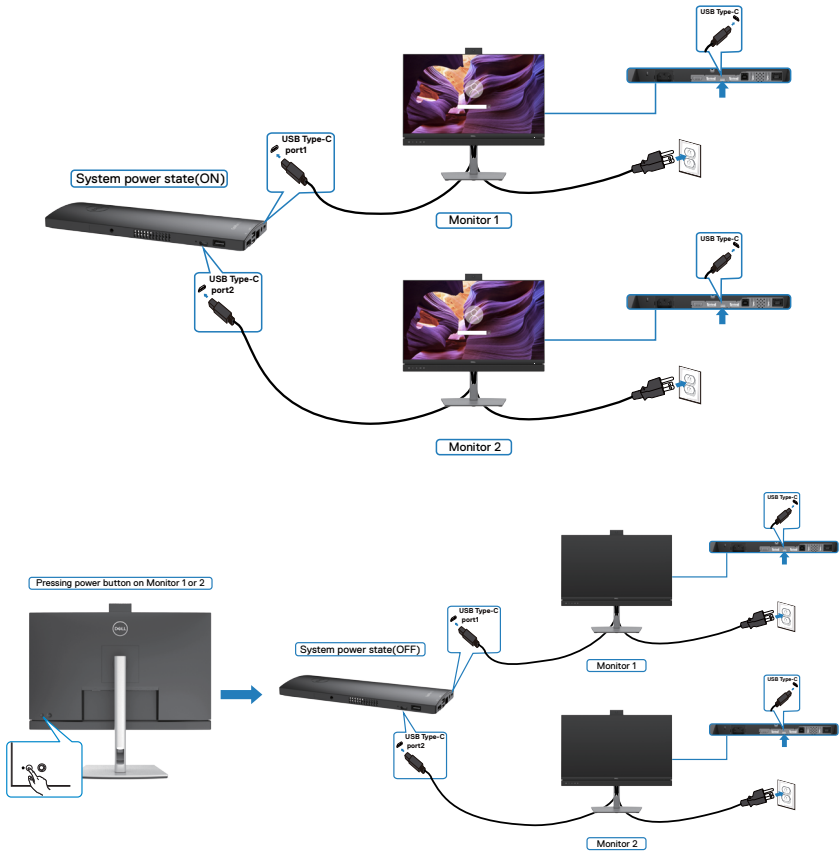 USB Type-C
USB Type-C
port1
System power state(ON)
Monitor 1
USB Type-C
USB Type-C
port2
Monitor 2
USB Type-C
Pressing power button on Monitor 1 or 2
DELL
USB Type-C
port1
System power state(OFF)
Monitor 1
USB Type-C
USB Type-C
port2
Monitor 2